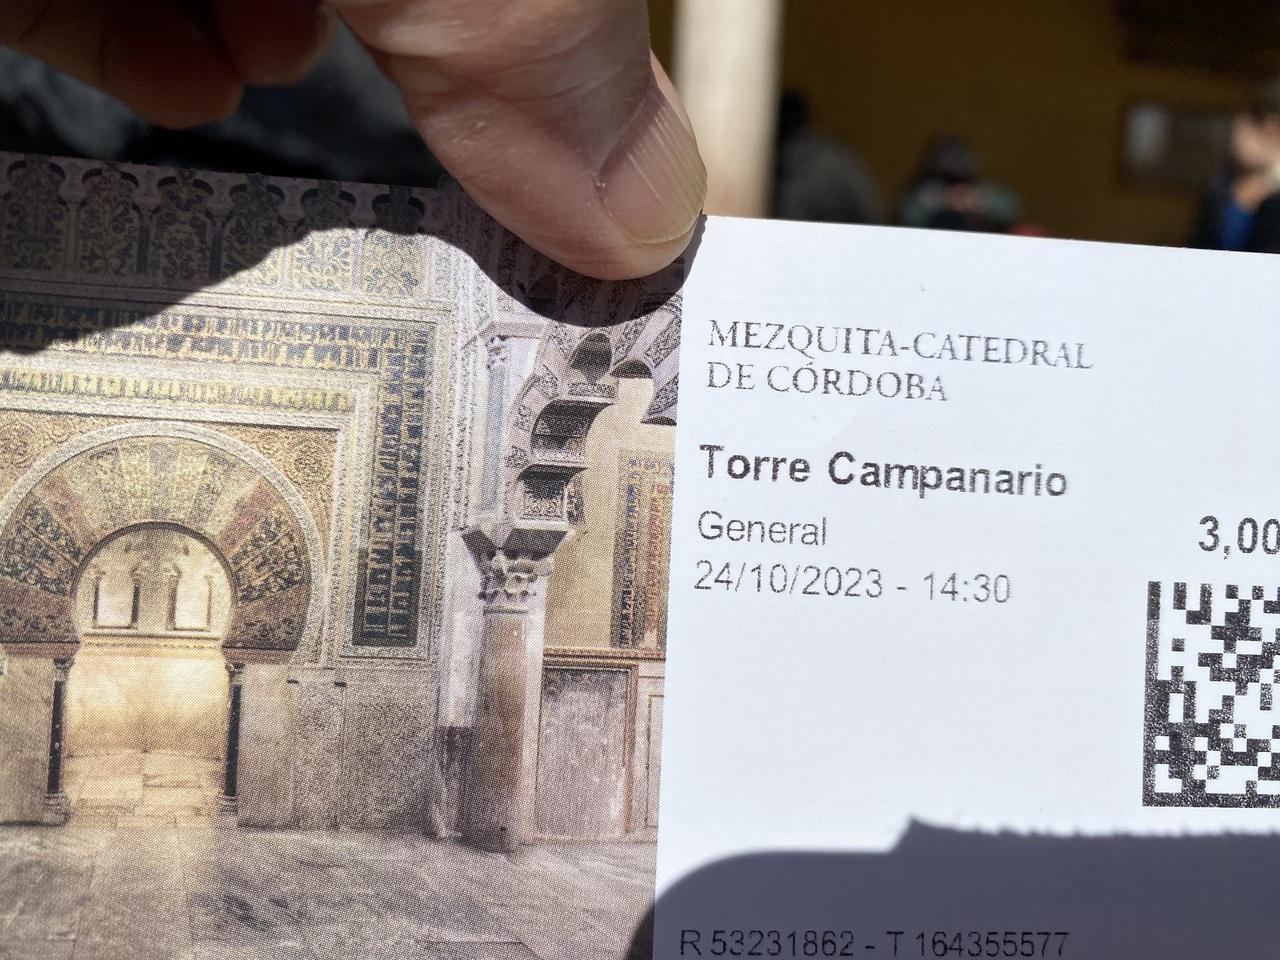 MEZQUITA-CATEDRAL
DE CÓRDOBA
Torre Campanario
General
3,00
24/10/2023 - 14:30
R 53231862 - T 164355577